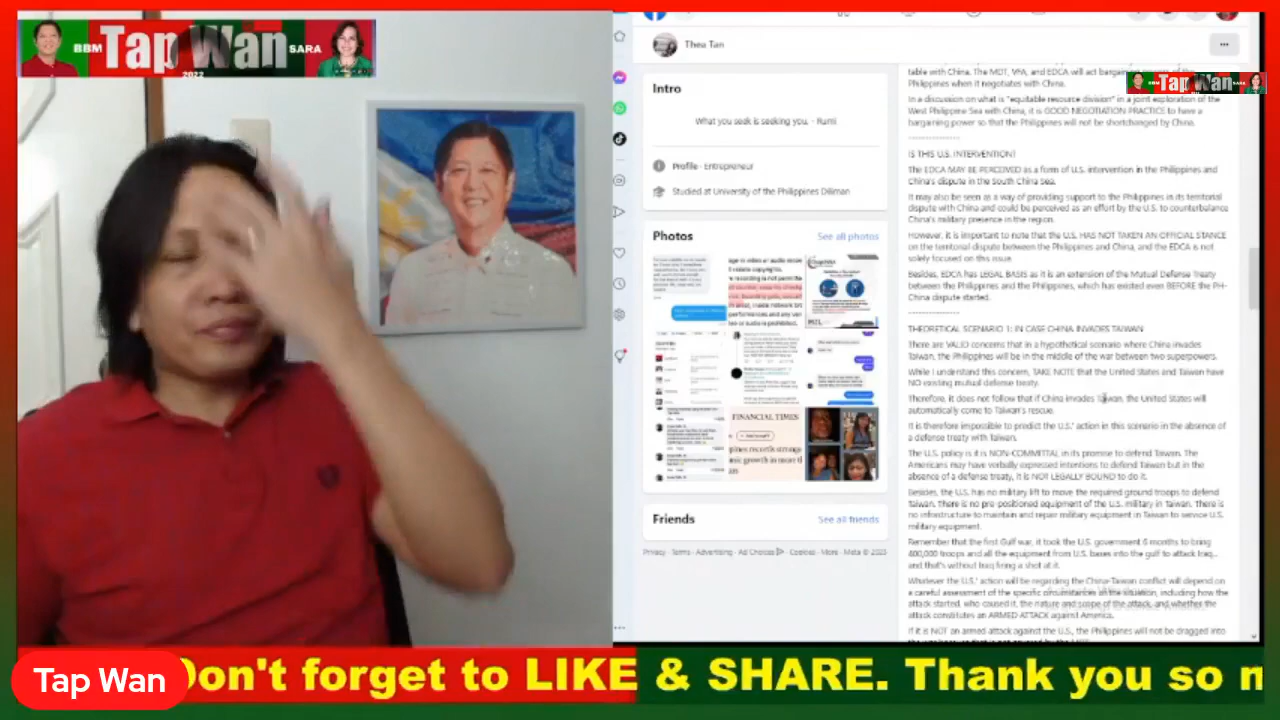 BBM Tap Wan SARA
2022
Tap Wan
Don't forget to LIKE & SHARE. Thank you so m
Thea Tan
Intro
What you seek is seeking you. - Rumi
Profile · Entrepreneur
Studied at University of the Philippines Diliman
Photos
See all photos
FINANCIAL TIMES
Friends
See all friends
Privacy · Terms · Advertising · Ad Choices · Cookies · More · Meta © 2023
table with China. The MDT, VFA, and EDCA will act bargaining
Philippines when it negotiates with China.
In a discussion on what is "equitable resource division" in a joint exploration of the
West Philippine Sea with China, it is GOOD NEGOTIATION PRACTICE to have a
bargaining power so that the Philippines will not be shortchanged by China.
---------------
IS THIS U.S. INTERVENTION?
The EDCA MAY BE PERCEIVED as a form of U.S. intervention in the Philippines and
China's dispute in the South China Sea.
It may also be seen as a way of providing support to the Philippines in its territorial
dispute with China and could be perceived as an effort by the U.S. to counterbalance
China's military presence in the region.
However, it is important to note that the U.S. HAS NOT TAKEN AN OFFICIAL STANCE
on the territorial dispute between the Philippines and China, and the EDCA is not
solely focused on this issue.
Besides, EDCA has LEGAL BASIS as it is an extension of the Mutual Defense Treaty
between the Philippines and the Philippines, which has existed even BEFORE the PH-
China dispute started.
---------------
THEORETICAL SCENARIO 1: IN CASE CHINA INVADES TAIWAN
There are VALID concerns that in a hypothetical scenario where China invades
Taiwan, the Philippines will be in the middle of the war between two superpowers.
While I understand this concern, TAKE NOTE that the United States and Taiwan have
NO existing mutual defense treaty.
Therefore, it does not follow that if China invades Taiwan, the United States will
automatically come to Taiwan's rescue.
It is therefore impossible to predict the U.S.' action in this scenario in the absence of
a defense treaty with Taiwan.
The U.S. policy is it is NON-COMMITTAL in its promise to defend Taiwan. The
Americans may have verbally expressed intentions to defend Taiwan but in the
absence of a defense treaty, it is NOT LEGALLY BOUND to do it.
Besides, the U.S. has no military lift to move the required ground troops to defend
Taiwan. There is no pre-positioned equipment of the U.S. military in Taiwan. There is
no infrastructure to maintain and repair military equipment in Taiwan to service U.S.
military equipment.
Remember that the first Gulf war, it took the U.S. government 6 months to bring
400,000 troops and all the equipment from U.S. bases into the gulf to attack Iraq...
and that's without Iraq firing a shot at it.
Whatever the U.S.' action will be regarding the China-Taiwan conflict will depend on
a careful assessment of the specific circumstances on the situation, including how the
attack started, who caused it, the nature and scope of the attack, and whether the
attack constitutes an ARMED ATTACK against America.
If it is NOT an armed attack against the U.S., the Philippines will not be dragged into
BBM Tap Wan SARA